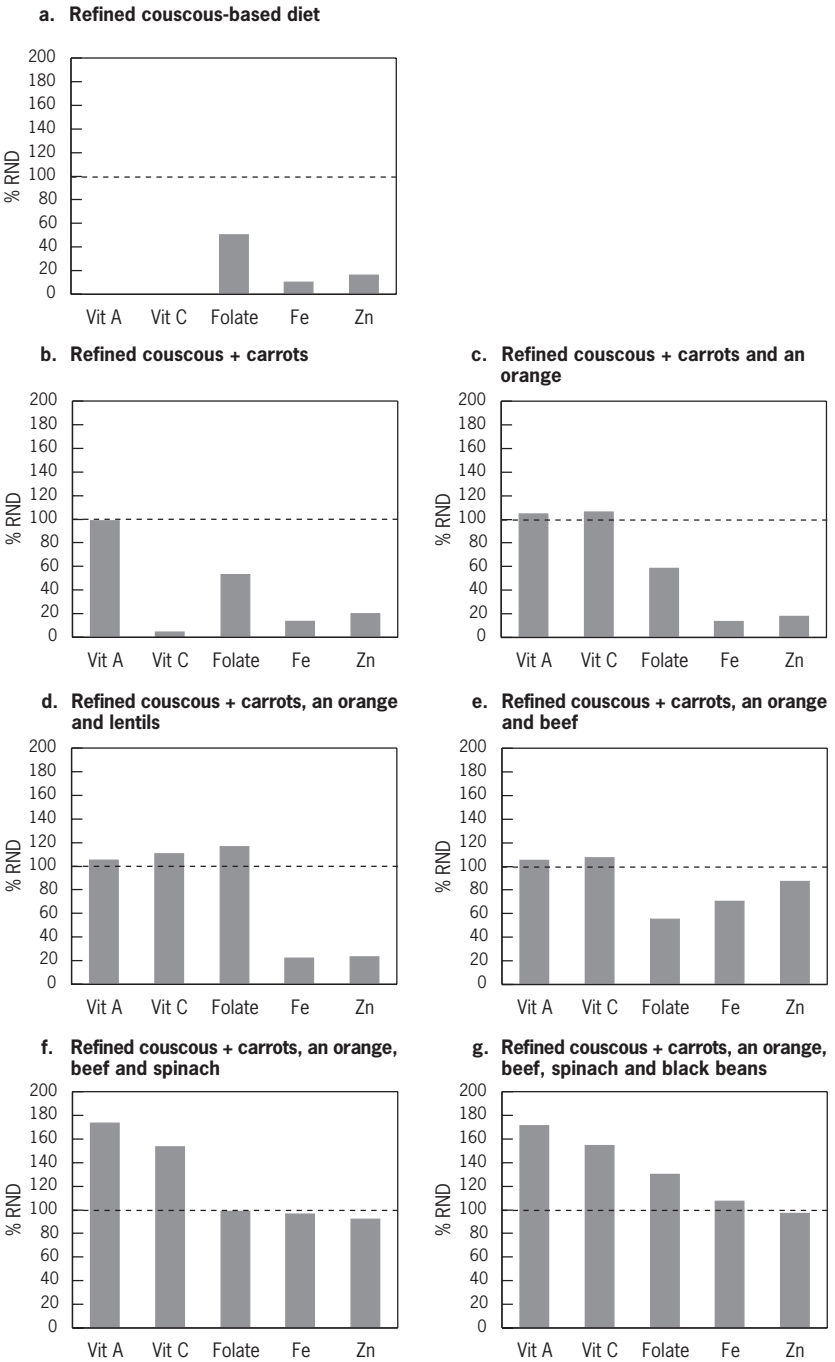 a. Refined couscous-based diet
200
180
160
140
120
100
80
60
40
20
0
% RND
Vit A Vit C Folate Fe Zn
b. Refined couscous + carrots
200
180
160
140
120
100
80
60
40
20
0
% RND
Vit A Vit C Folate Fe Zn
c. Refined couscous + carrots and an
orange
200
180
160
140
120
100
80
60
40
20
0
% RND
Vit A Vit C Folate Fe Zn
d. Refined couscous + carrots, an orange
and lentils
200
180
160
140
120
100
80
60
40
20
0
% RND
Vit A Vit C Folate Fe Zn
e. Refined couscous + carrots, an orange
and beef
200
180
160
140
120
100
80
60
40
20
0
% RND
Vit A Vit C Folate Fe Zn
f. Refined couscous + carrots, an orange,
beef and spinach
200
180
160
140
120
100
80
60
40
20
0
% RND
Vit A Vit C Folate Fe Zn
g. Refined couscous + carrots, an orange,
beef, spinach and black beans
200
180
160
140
120
100
80
60
40
20
0
% RND
Vit A Vit C Folate Fe Zn